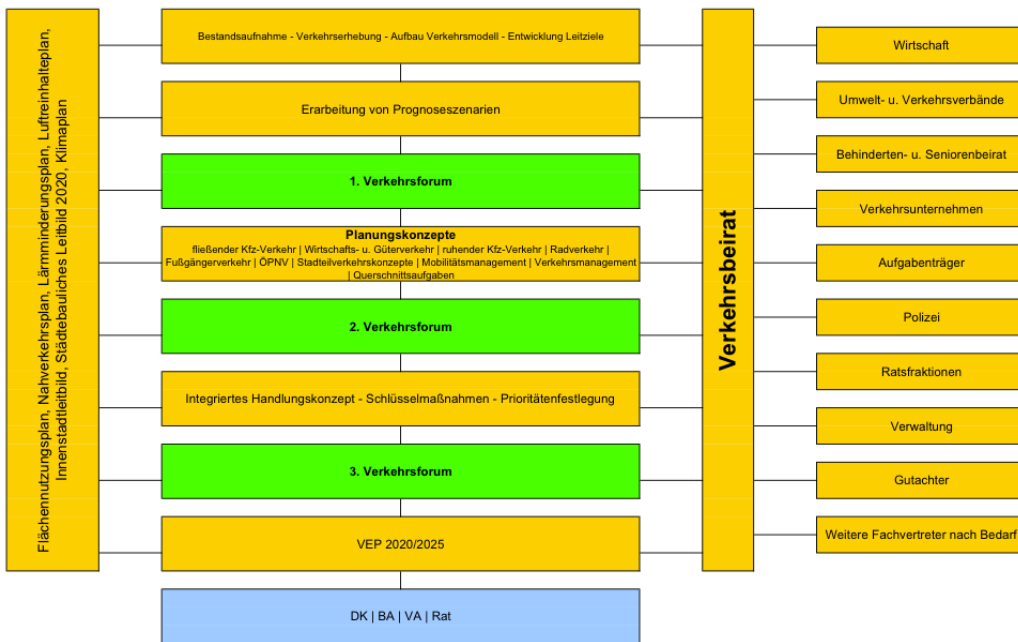 Flächennutzungsplan, Nahverkehrsplan, Lärmminderungsplan, Luftreinhalteplan,
Innenstadtleitbild, Städtebauliches Leitbild 2020, Klimaplan
Bestandsaufnahme - Verkehrserhebung - Aufbau Verkehrsmodell - Entwicklung Leitziele
Erarbeitung von Prognoseszenarien
1. Verkehrsforum
Planungskonzepte
fließender Kfz-Verkehr | Wirtschafts- u. Güterverkehr | ruhender Kfz-Verkehr | Radverkehr |
Fußgängerverkehr | ÖPNV | Stadteilverkehrskonzepte | Mobilitätsmanagement | Verkehrsmanagement
| Querschnittsaufgaben
2. Verkehrsforum
Integriertes Handlungskonzept - Schlüsselmaßnahmen - Prioritätenfestlegung
3. Verkehrsforum
VEP 2020/2025
DK | BA | VA | Rat
Verkehrsbeirat
Wirtschaft
Umwelt- u. Verkehrsverbände
Behinderten- u. Seniorenbeirat
Verkehrsunternehmen
Aufgabenträger
Polizei
Ratsfraktionen
Verwaltung
Gutachter
Weitere Fachvertreter nach Bedarf